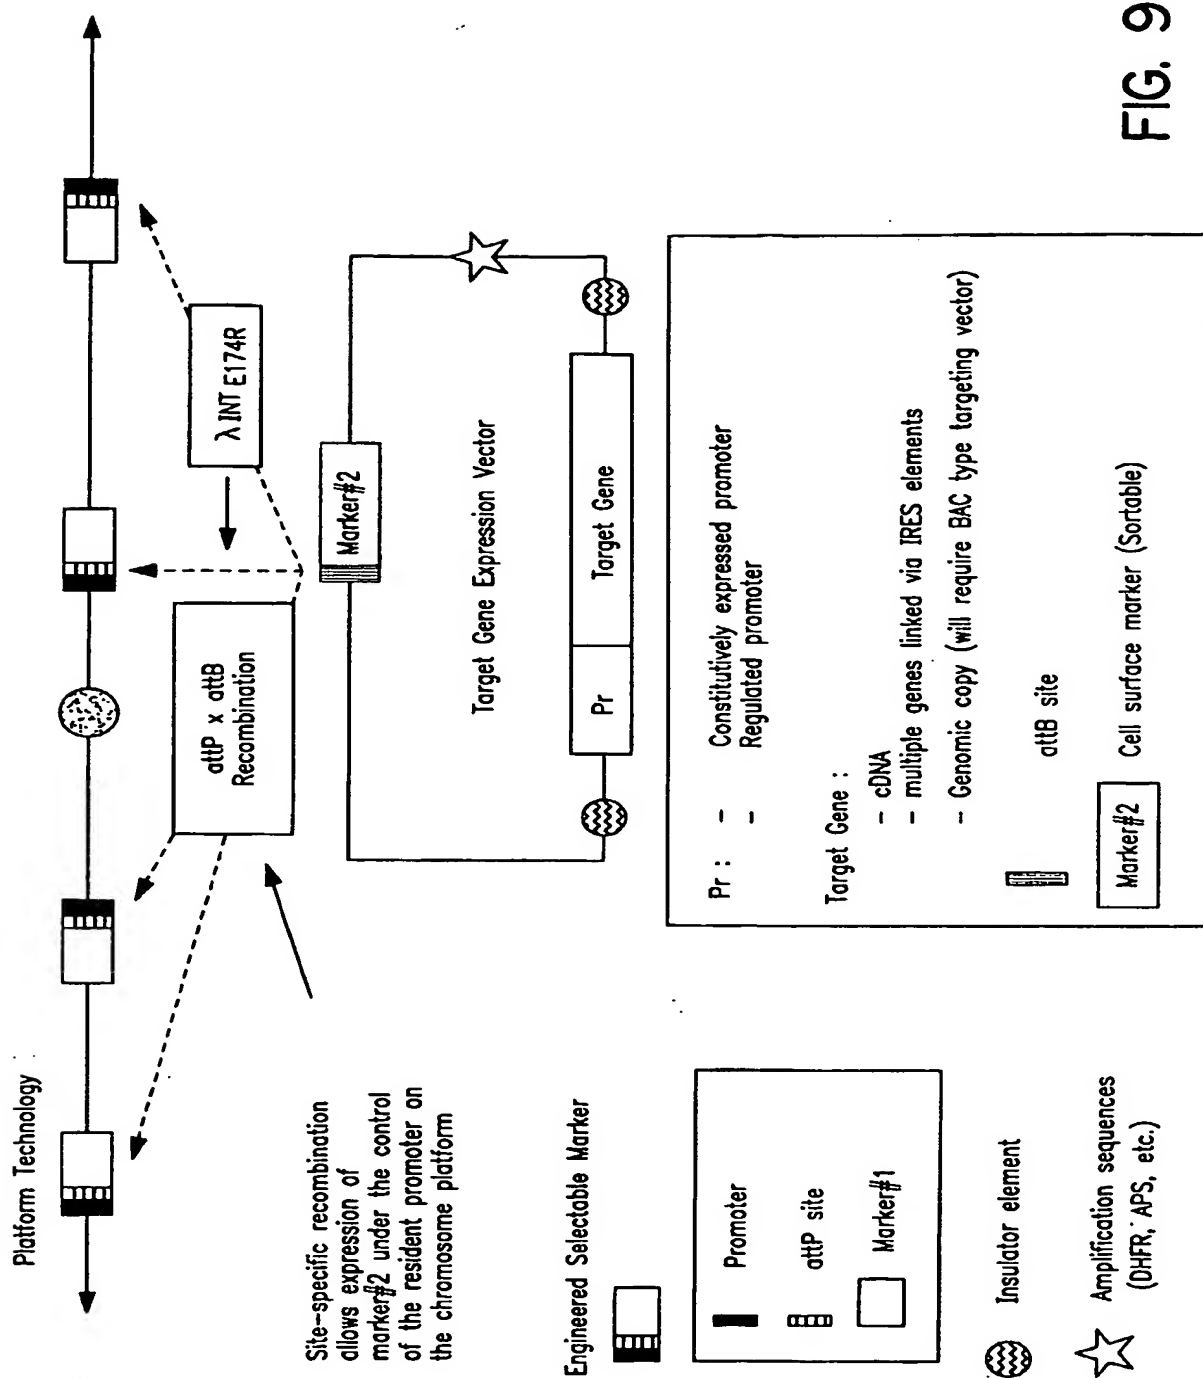 Platform Technology
attP x attB
Recombination
λ INT E174R
Site-specific recombination
allows expression of
marker#2 under the control
of the resident promoter on
the chromosome platform
Marker#2
Target Gene Expression Vector
Pr
Target Gene
Engineered Selectable Marker
Promoter
attP site
Marker#1
Insulator element
Amplification sequences
(DHFR, APS, etc.)
Pr : - Constitutively expressed promoter
- Regulated promoter
Target Gene :
- cDNA
- multiple genes linked via IRES elements
- Genomic copy (will require BAC type targeting vector)
attB site
Marker#2 Cell surface marker (Sortable)
FIG. 9